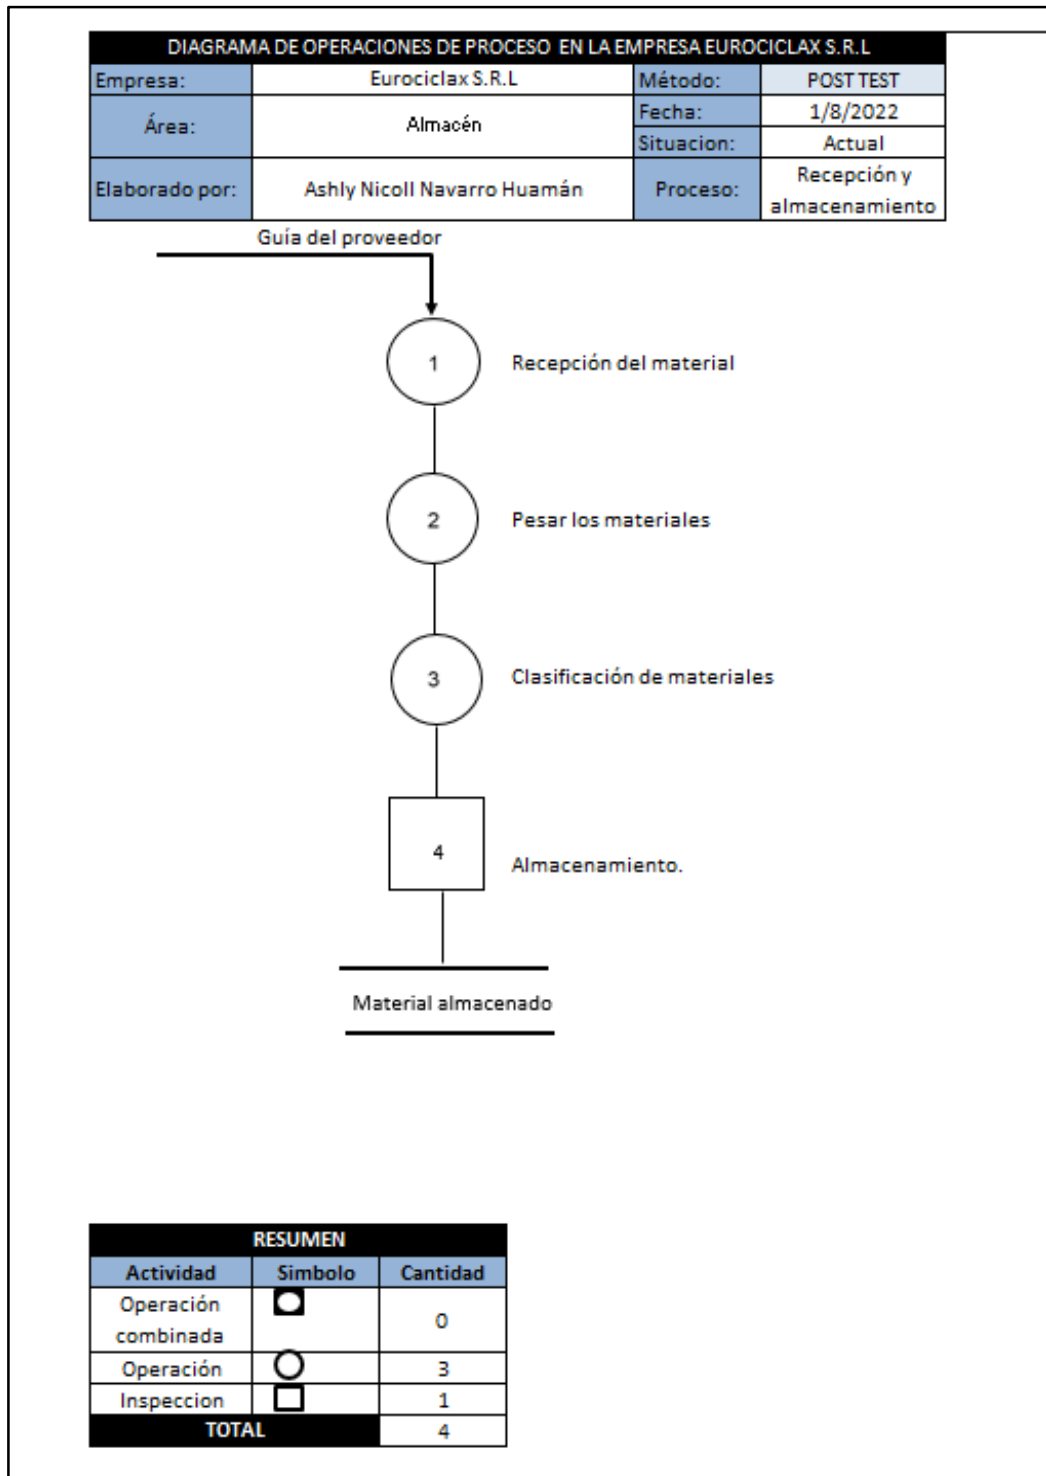 DIAGRAMA DE OPERACIONES DE PROCESO EN LA EMPRESA EUROCICLAX S.R.L
Empresa: Eurociclax S.R.L Método: POST TEST
Área: Almacén Fecha: 1/8/2022
Situacion: Actual
Elaborado por: Ashly Nicoll Navarro Huamán Proceso: Recepción y
almacenamiento
Guía del proveedor
1 Recepción del material
2 Pesar los materiales
3 Clasificación de materiales
4 Almacenamiento.
Material almacenado
RESUMEN
Actividad Simbolo Cantidad
Operación
combinada 0
Operación 3
Inspeccion 1
TOTAL 4